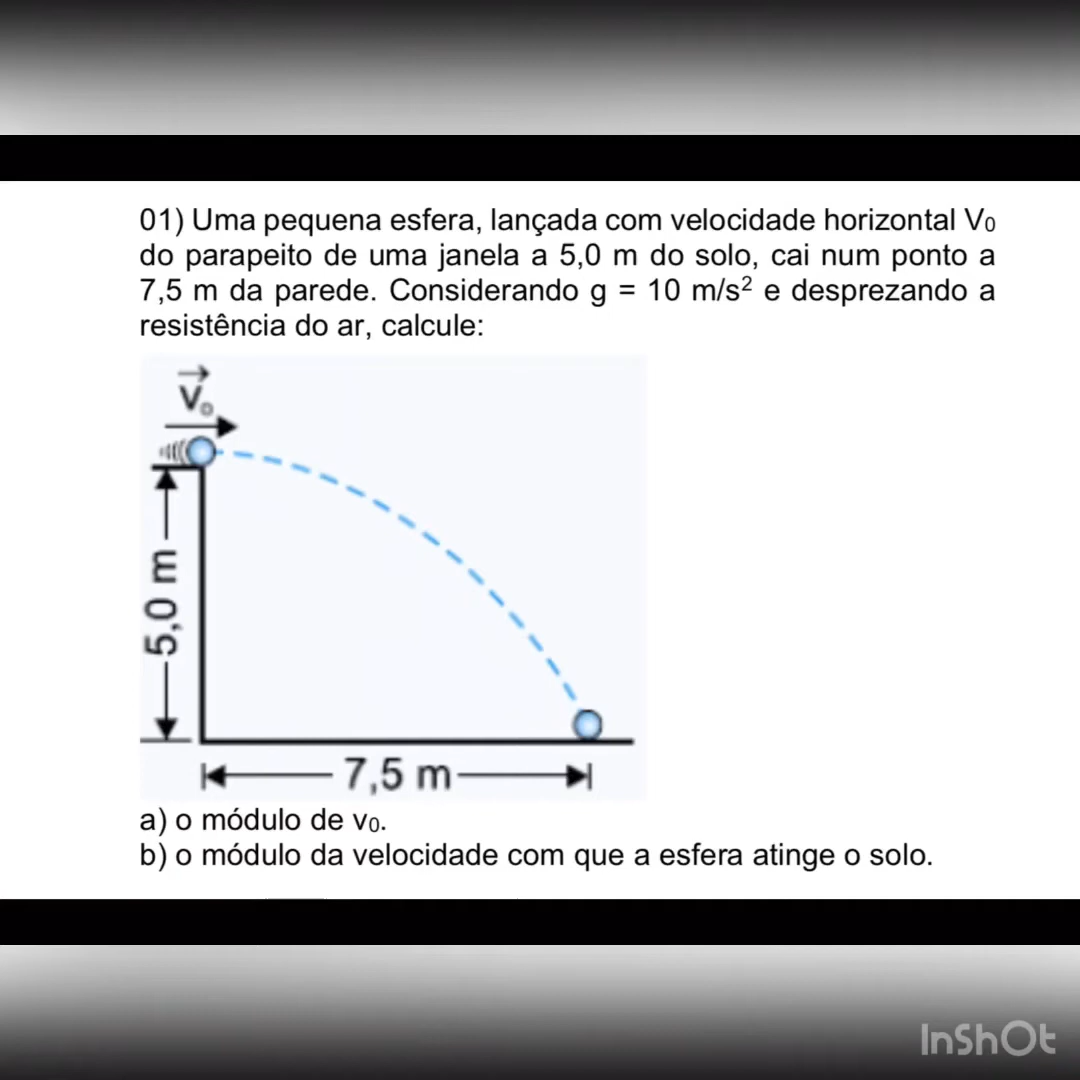 01) Uma pequena esfera, lançada com velocidade horizontal V₀
do parapeito de uma janela a 5,0 m do solo, cai num ponto a
7,5 m da parede. Considerando g = 10 m/s² e desprezando a
resistência do ar, calcule:
V₀
5,0 m
7,5 m
a) o módulo de v₀.
b) o módulo da velocidade com que a esfera atinge o solo.
InShOt